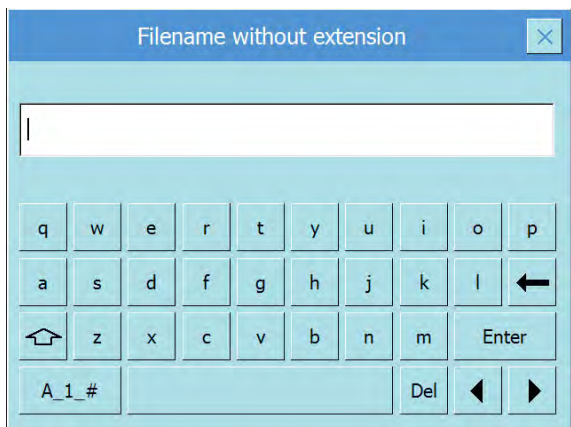 Filename without extension
q w e r t y u i o p
a s d f g h j k l
z x c v b n m Enter
A_1_# Del